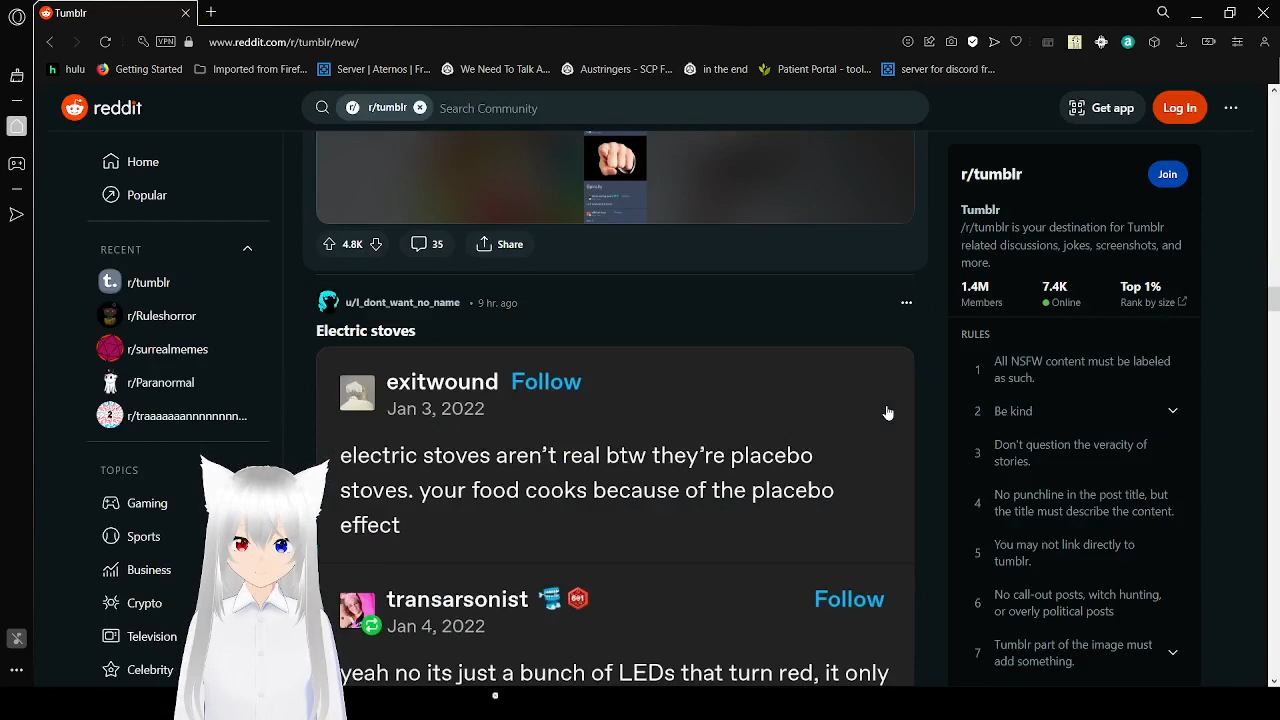 Tumblr
VPN
www.reddit.com/r/tumblr/new/
hulu
Getting Started
Imported from Firef...
Server | Aternos | Fr...
We Need To Talk A...
Austringers - SCP F...
in the end
Patient Portal - tool...
server for discord fr...
reddit
r/ r/tumblr
Search Community
Get app
Log In
Home
Popular
RECENT
r/tumblr
r/Ruleshorror
r/surrealmemes
r/Paranormal
r/traaaaaaannnnnnnn...
TOPICS
Gaming
Sports
Business
Crypto
Television
Celebrity
4.8K
35
Share
u/I_dont_want_no_name • 9 hr. ago
Electric stoves
exitwound Follow
Jan 3, 2022
electric stoves aren’t real btw they’re placebo
stoves. your food cooks because of the placebo
effect
transarsonist
Follow
Jan 4, 2022
yeah no its just a bunch of LEDs that turn red, it only
r/tumblr
Join
Tumblr
/r/tumblr is your destination for Tumblr
related discussions, jokes, screenshots, and
more.
1.4M 7.4K Top 1%
Members Online Rank by size
RULES
1 All NSFW content must be labeled
as such.
2 Be kind
3 Don't question the veracity of
stories.
4 No punchline in the post title, but
the title must describe the content.
5 You may not link directly to
tumblr.
6 No call-out posts, witch hunting,
or overly political posts
7 Tumblr part of the image must
add something.